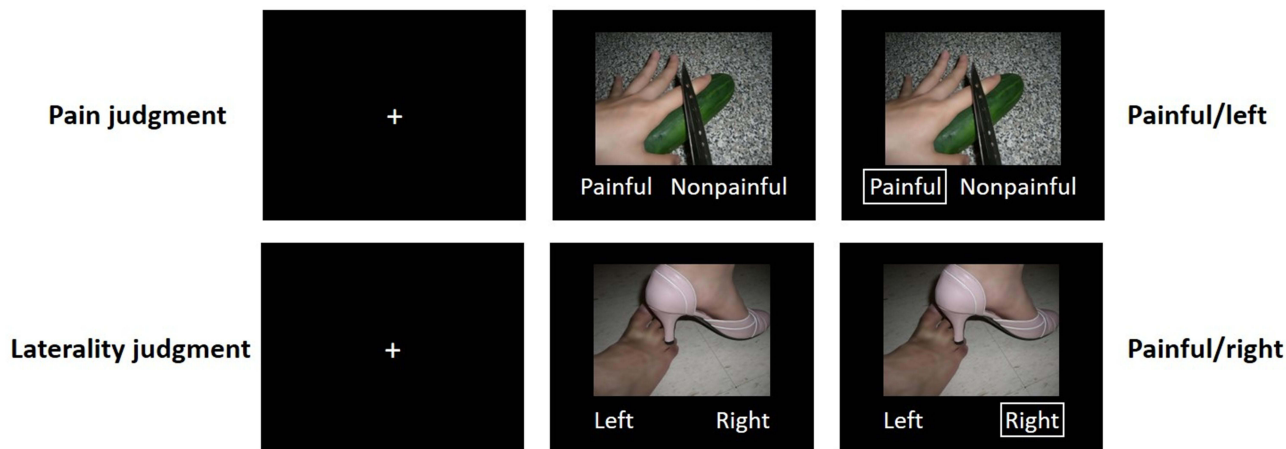 Pain judgment
+
Painful Nonpainful
Painful Nonpainful
Painful/left
Laterality judgment
+
Left Right
Left Right
Painful/right